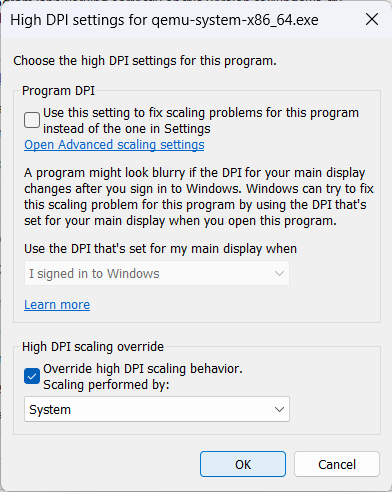 High DPI settings for qemu-system-x86_64.exe
Choose the high DPI settings for this program.
Program DPI
Use this setting to fix scaling problems for this program
instead of the one in Settings
Open Advanced scaling settings
A program might look blurry if the DPI for your main display
changes after you sign in to Windows. Windows can try to fix
this scaling problem for this program by using the DPI that's
set for your main display when you open this program.
Use the DPI that's set for my main display when
I signed in to Windows
Learn more
High DPI scaling override
Override high DPI scaling behavior.
Scaling performed by:
System
OK
Cancel